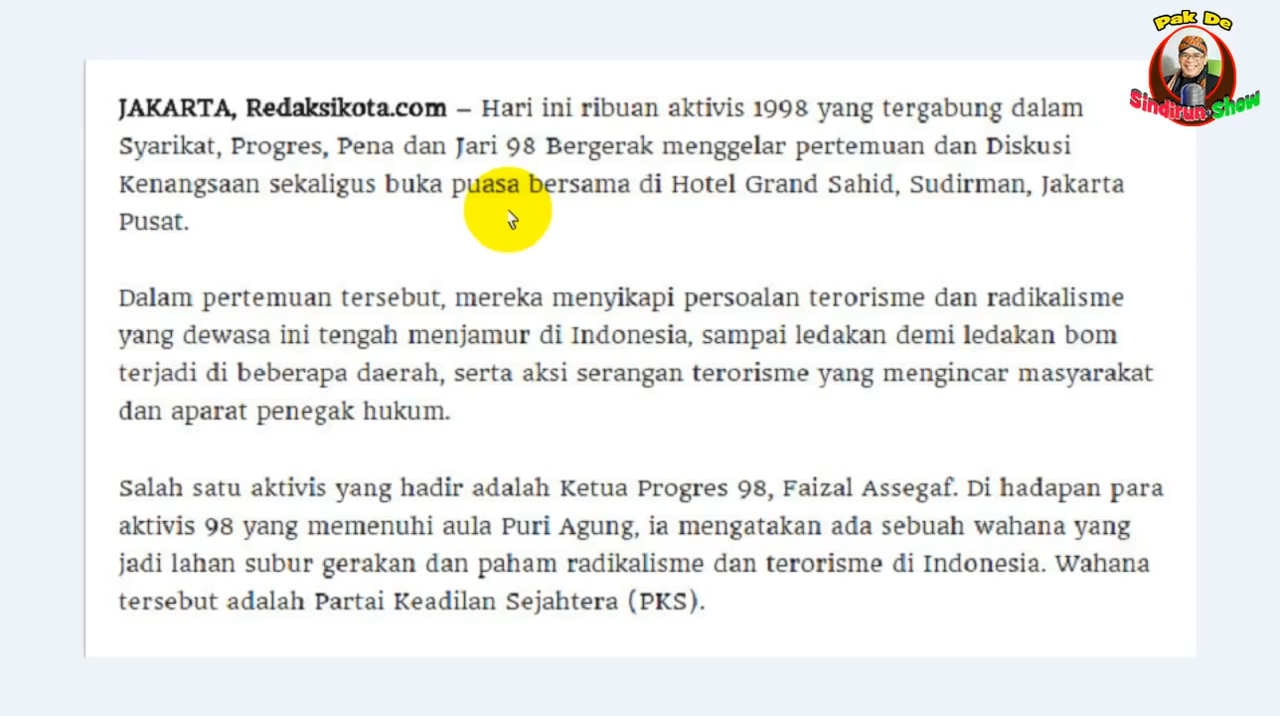 Pak De
Sindirun Show
JAKARTA, Redaksikota.com – Hari ini ribuan aktivis 1998 yang tergabung dalam
Syarikat, Progres, Pena dan Jari 98 Bergerak menggelar pertemuan dan Diskusi
Kenangsaan sekaligus buka puasa bersama di Hotel Grand Sahid, Sudirman, Jakarta
Pusat.
Dalam pertemuan tersebut, mereka menyikapi persoalan terorisme dan radikalisme
yang dewasa ini tengah menjamur di Indonesia, sampai ledakan demi ledakan bom
terjadi di beberapa daerah, serta aksi serangan terorisme yang mengincar masyarakat
dan aparat penegak hukum.
Salah satu aktivis yang hadir adalah Ketua Progres 98, Faizal Assegaf. Di hadapan para
aktivis 98 yang memenuhi aula Puri Agung, ia mengatakan ada sebuah wahana yang
jadi lahan subur gerakan dan paham radikalisme dan terorisme di Indonesia. Wahana
tersebut adalah Partai Keadilan Sejahtera (PKS).